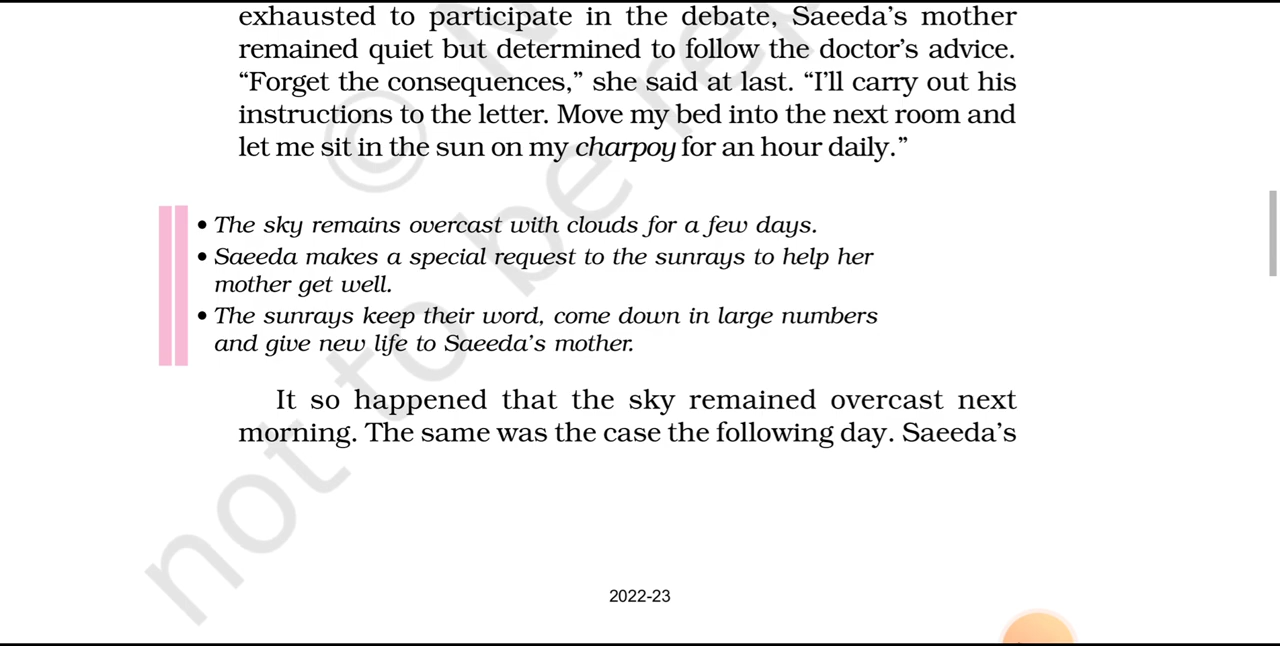 exhausted to participate in the debate, Saeeda’s mother
remained quiet but determined to follow the doctor’s advice.
“Forget the consequences,” she said at last. “I’ll carry out his
instructions to the letter. Move my bed into the next room and
let me sit in the sun on my charpoy for an hour daily.”
• The sky remains overcast with clouds for a few days.
• Saeeda makes a special request to the sunrays to help her
mother get well.
• The sunrays keep their word, come down in large numbers
and give new life to Saeeda’s mother.
It so happened that the sky remained overcast next
morning. The same was the case the following day. Saeeda’s
not to be re
©
2022-23